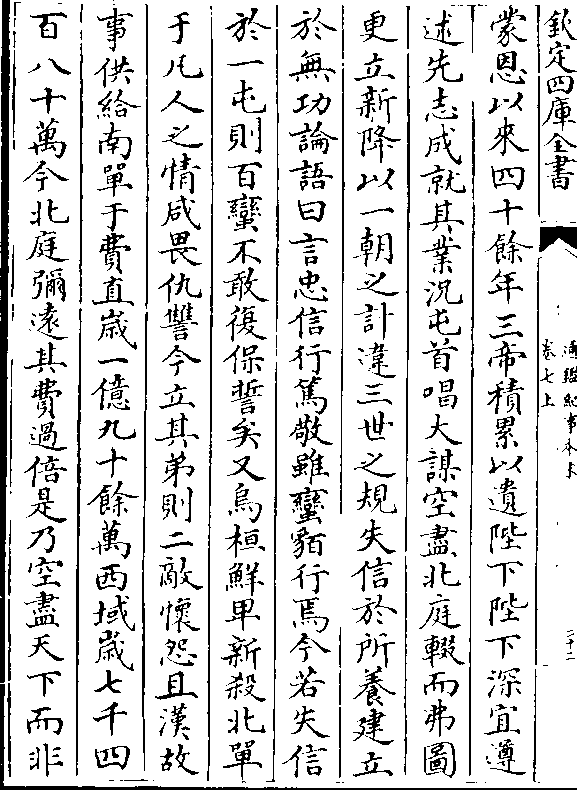 欽定四庫全書
通鑑紀事本末
卷七上
二十二
蒙恩以來四十餘年三帝積累以遺陛下陛下深宜遵
述先志成就其業況屯首唱大謀空盡北庭輟而弗圖
更立新降以一朝之計違三世之規失信於所養建立
於無功論語曰言忠信行篤敬雖蠻貊行焉今若失信
於一屯則百蠻不敢復保誓矣又烏桓鮮卑新殺北單
于凡人之情咸畏仇讐今立其弟則二敵懷怨且漢故
事供給南單于費直歲一億九十餘萬西域歲七千四
百八十萬今北庭彌遠其費過倍是乃空盡天下而非